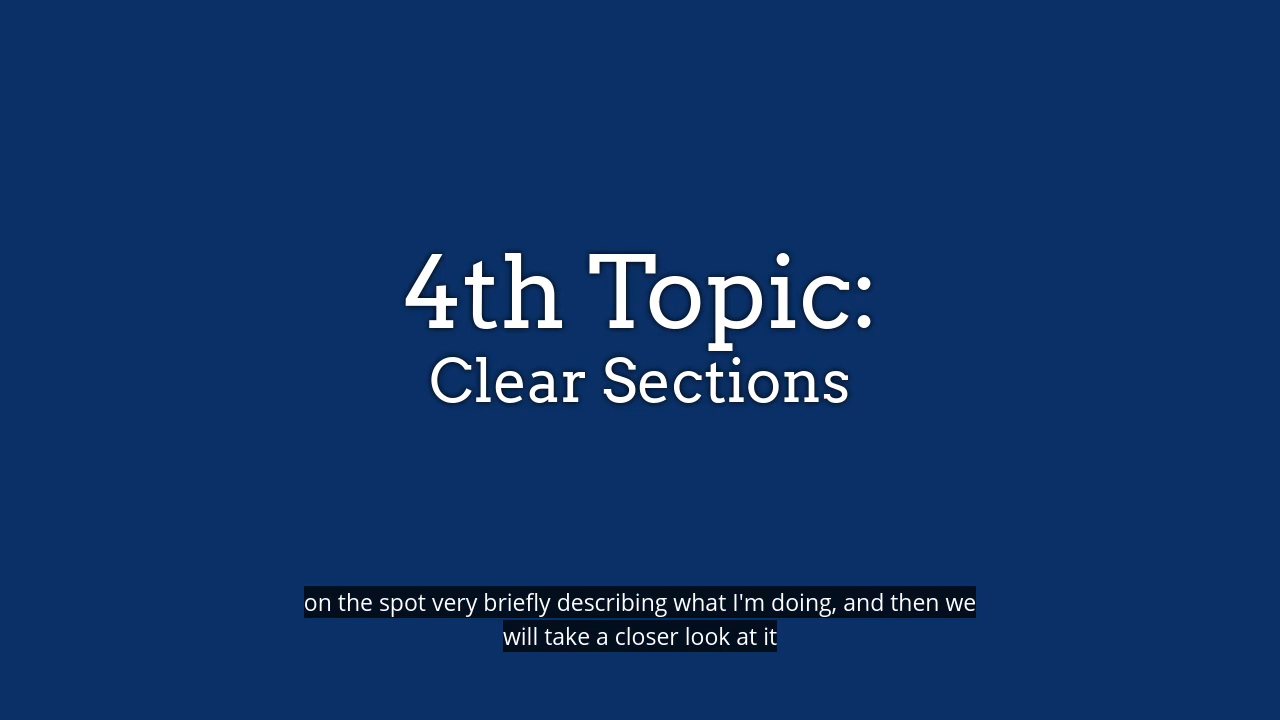 4th Topic:
Clear Sections
on the spot very briefly describing what I'm doing, and then we
will take a closer look at it